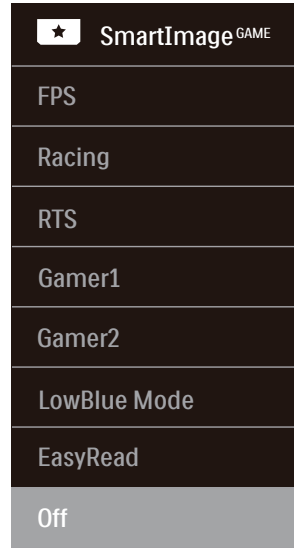 SmartImage GAME
FPS
Racing
RTS
Gamer1
Gamer2
LowBlue Mode
EasyRead
Off